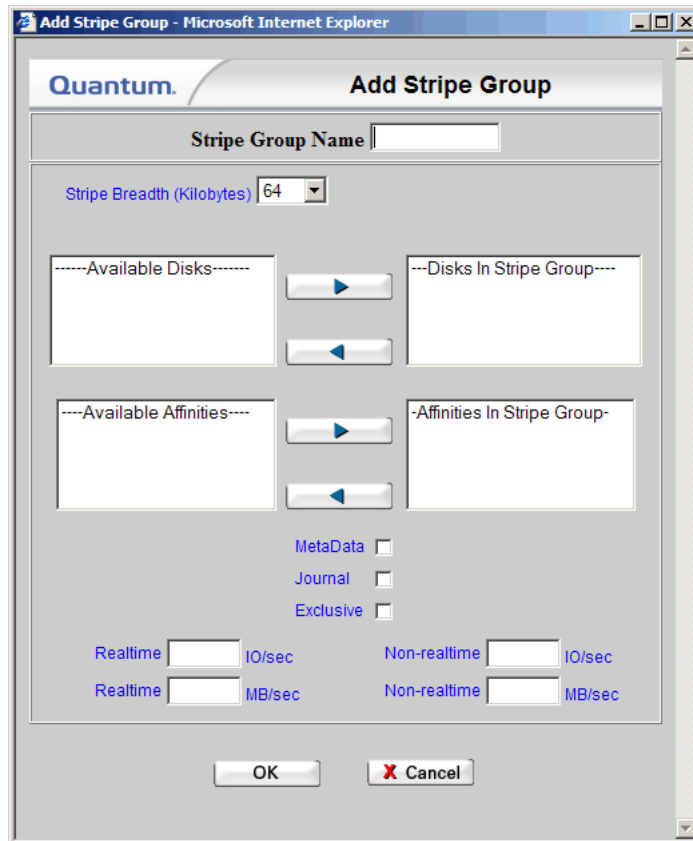 Add Stripe Group - Microsoft Internet Explorer
Quantum. Add Stripe Group
Stripe Group Name
Stripe Breadth (Kilobytes) 64
------Available Disks------- ---Disks In Stripe Group----
----Available Affinities---- -Affinities In Stripe Group-
MetaData
Journal
Exclusive
Realtime IO/sec Non-realtime IO/sec
Realtime MB/sec Non-realtime MB/sec
OK X Cancel